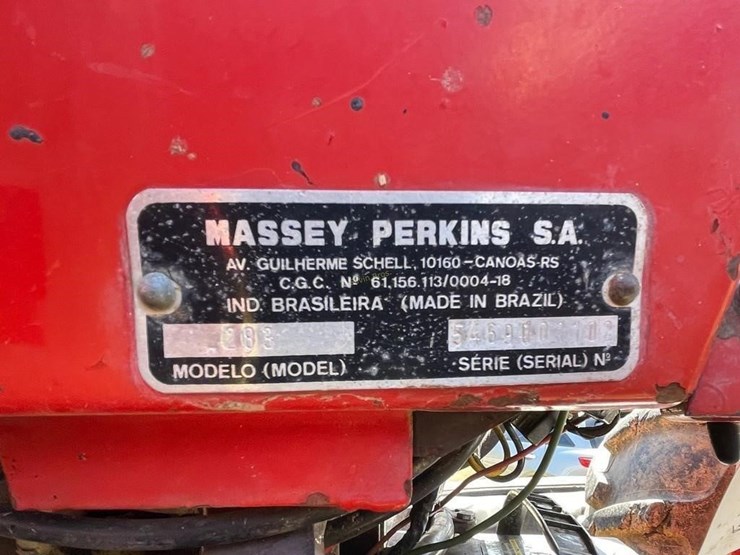 MASSEY PERKINS S.A.
AV. GUILHERME SCHELL, 10160-CANOAS-RS
C.G.C. Nº 61.156.113/0004-18
IND. BRASILEIRA (MADE IN BRAZIL)
MODELO (MODEL)
SÉRIE (SERIAL) Nº